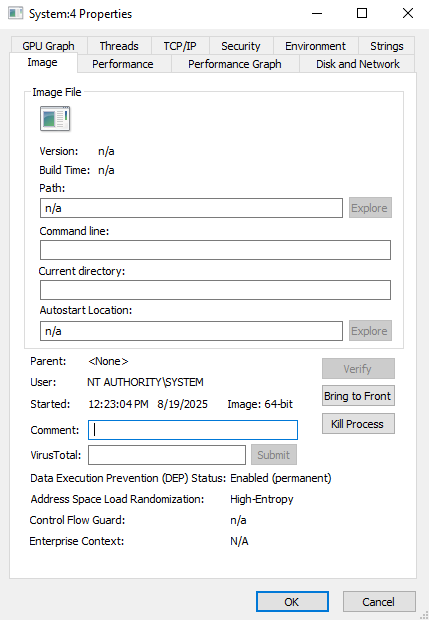 System:4 Properties
GPU Graph Threads TCP/IP Security Environment Strings
Image Performance Performance Graph Disk and Network
Image File
Version: n/a
Build Time: n/a
Path:
n/a Explore
Command line:
Current directory:
Autostart Location:
n/a Explore
Parent: <None> Verify
User: NT AUTHORITY\SYSTEM Bring to Front
Started: 12:23:04 PM 8/19/2025 Image: 64-bit
Comment: Kill Process
VirusTotal: Submit
Data Execution Prevention (DEP) Status: Enabled (permanent)
Address Space Load Randomization: High-Entropy
Control Flow Guard: n/a
Enterprise Context: N/A
OK Cancel